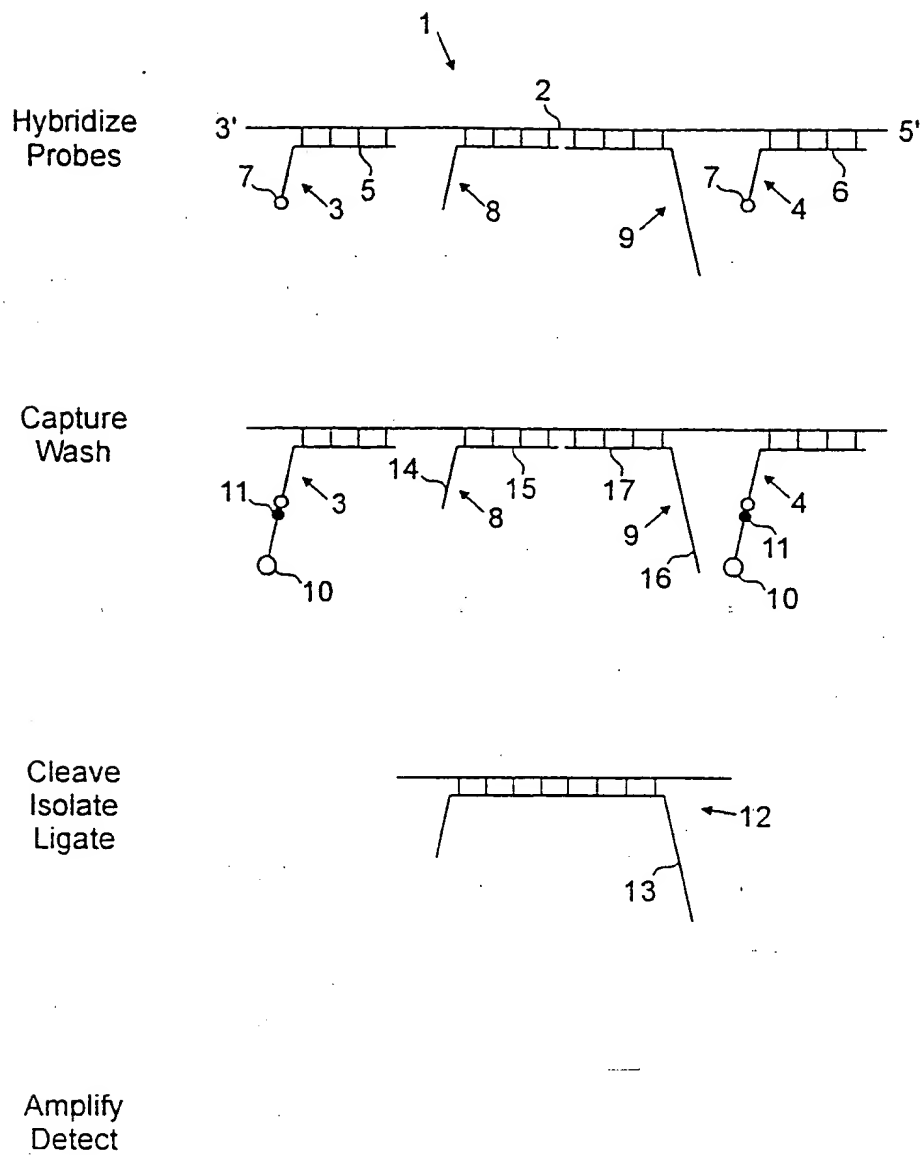 1
Hybridize
Probes
3' 2 5'
7 3 5 8 9 7 4 6
Capture
Wash
11 3 14 8 15 17 9 4 11
10 16 10
Cleave
Isolate
Ligate
12
13
Amplify
Detect